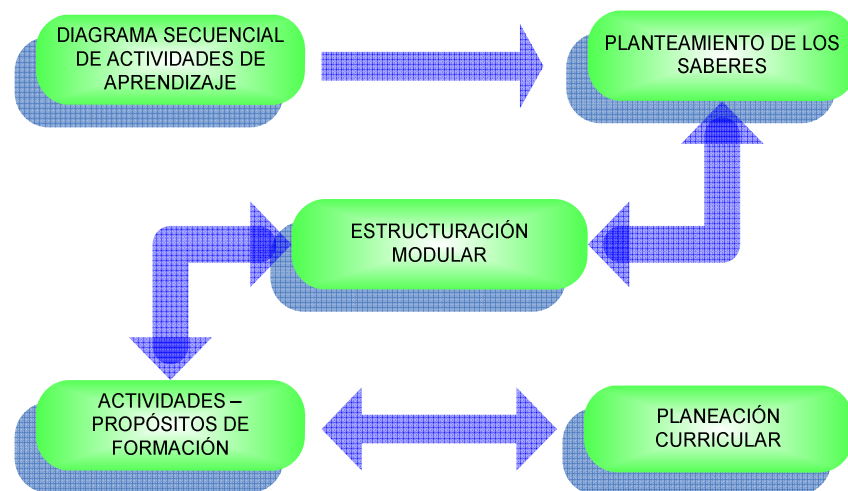 DIAGRAMA SECUENCIAL
DE ACTIVIDADES DE
APRENDIZAJE
PLANTEAMIENTO DE LOS
SABERES
ESTRUCTURACIÓN
MODULAR
ACTIVIDADES –
PROPÓSITOS DE
FORMACIÓN
PLANEACIÓN
CURRICULAR